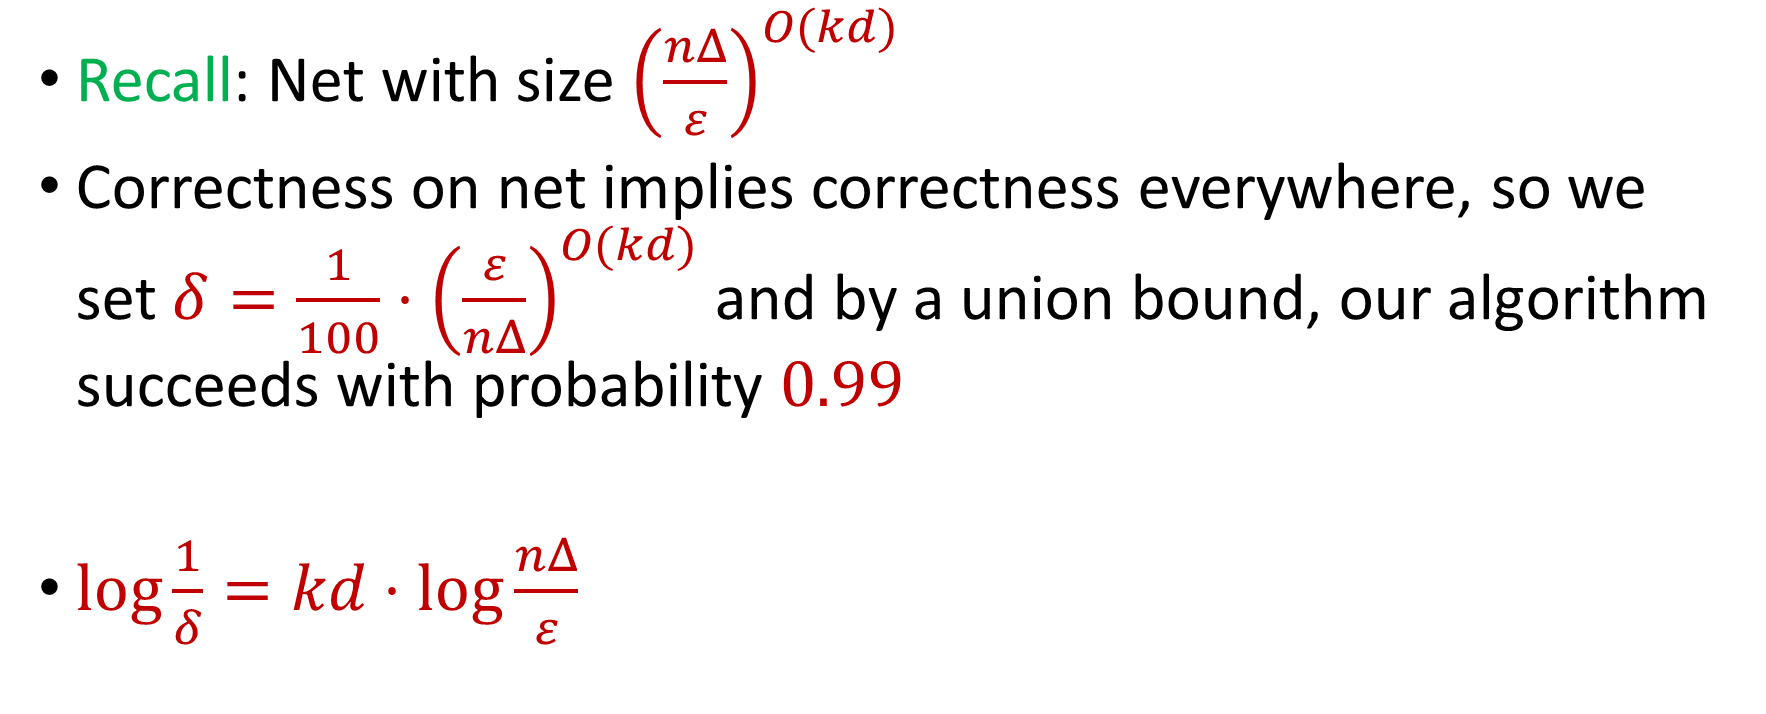 • Recall: Net with size (nΔ/ε)^O(kd)
• Correctness on net implies correctness everywhere, so we
set δ = 1/100 · (ε/nΔ)^O(kd) and by a union bound, our algorithm
succeeds with probability 0.99
• log 1/δ = kd · log nΔ/ε